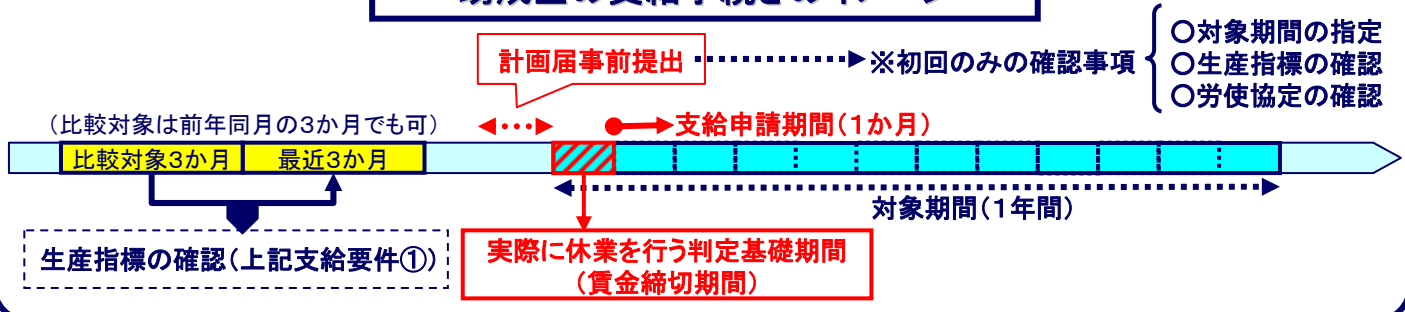 計画届事前提出
※初回のみの確認事項
○対象期間の指定
○生産指標の確認
○労使協定の確認
（比較対象は前年同月の３か月でも可）
支給申請期間（１か月）
比較対象３か月
最近３か月
対象期間（１年間）
生産指標の確認（上記支給要件①）
実際に休業を行う判定基礎期間
（賃金締切期間）